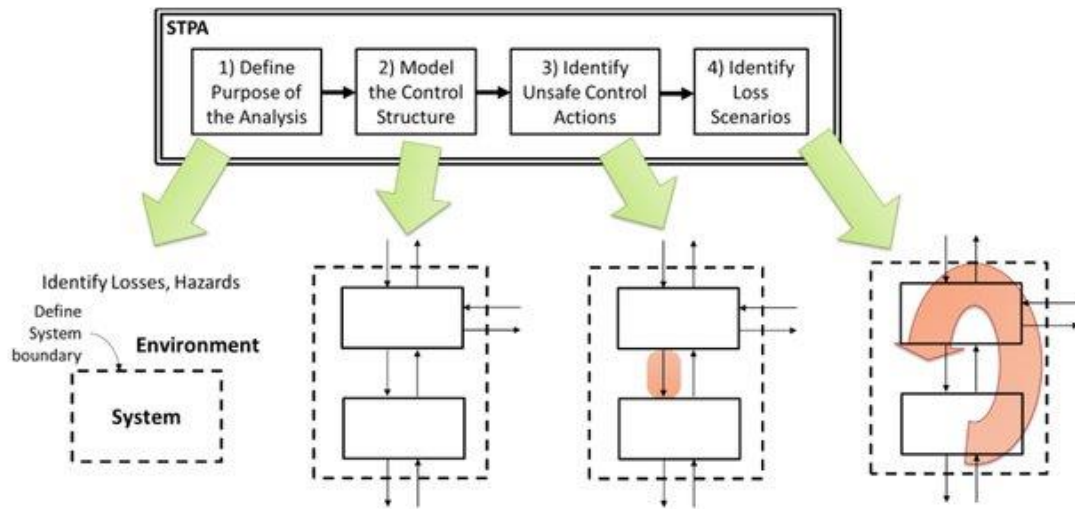 STPA
1) Define
Purpose of
the Analysis
2) Model
the Control
Structure
3) Identify
Unsafe Control
Actions
4) Identify
Loss
Scenarios
Identify Losses, Hazards
Define
System
boundary
Environment
System